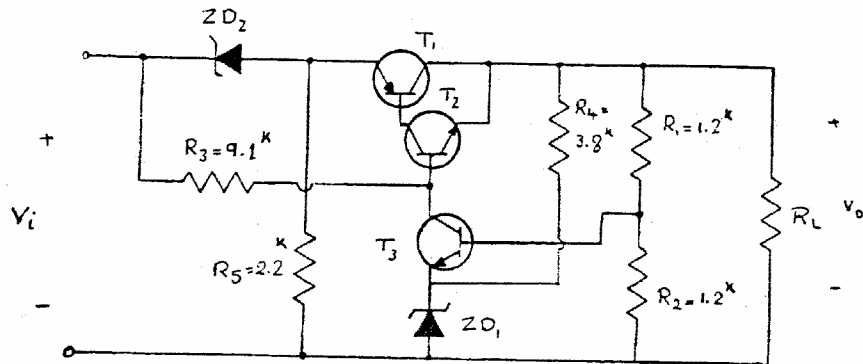 ZD₂
T₁
T₂
R₄=
3.8ᴷ
R₁=1.2ᴷ
+
+
R₃=9.1ᴷ
Vi
T₃
RL
Vo
K
R₅=2.2
R₂=1.2ᴷ
-
-
ZD₁